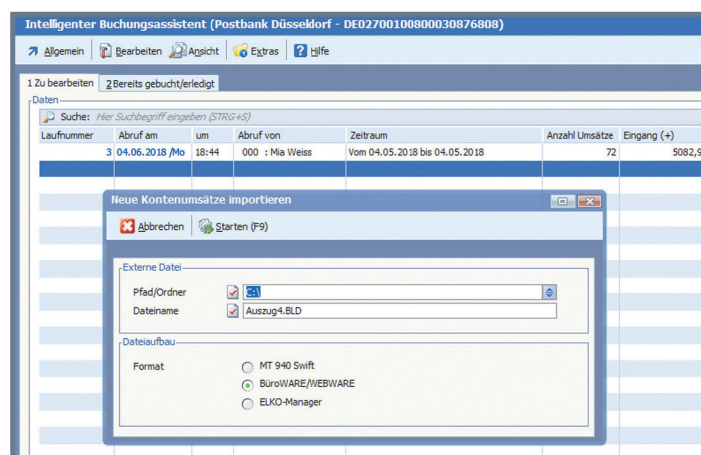 Intelligenter Buchungsassistent (Postbank Düsseldorf - DE02700100800030876808)
Allgemein Bearbeiten Ansicht Extras Hilfe
1 Zu bearbeiten 2 Bereits gebucht/erledigt
Daten
Suche: Hier Suchbegriff eingeben (STRG+S)
Laufnummer Abruf am um Abruf von Zeitraum Anzahl Umsätze Eingang (+)
3 04.06.2018 /Mo 18:44 000 : Mia Weiss Vom 04.05.2018 bis 04.05.2018 72 5082,9
Neue Kontenumsätze importieren
Abbrechen Starten (F9)
Externe Datei
Pfad/Ordner C:\
Dateiname Auszug4.BLD
Dateiaufbau
Format MT 940 Swift
BüroWARE/WEBWARE
ELKO-Manager